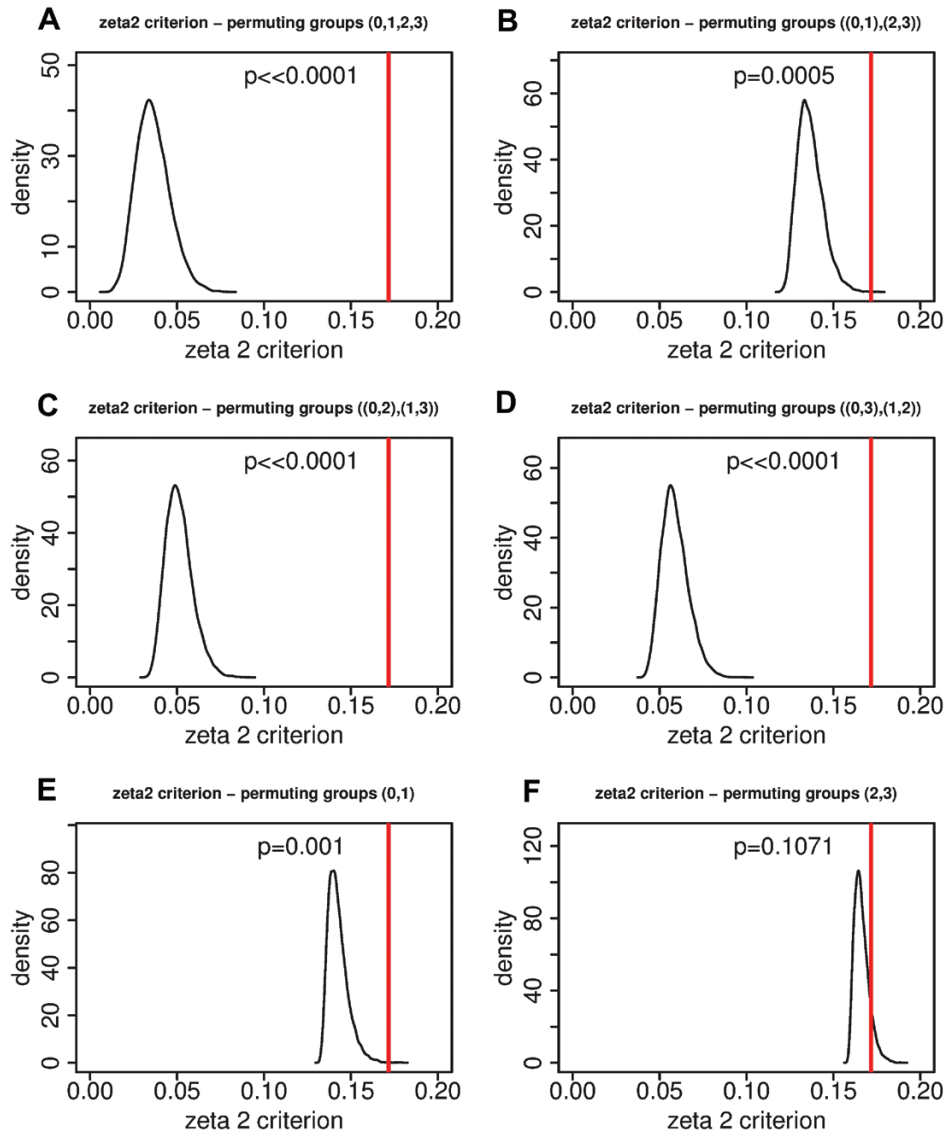 A
zeta2 criterion – permuting groups (0,1,2,3)
p<<0.0001
density
50
30
10
0
0.00 0.05 0.10 0.15 0.20
zeta 2 criterion
B
zeta2 criterion – permuting groups ((0,1),(2,3))
p=0.0005
density
60
40
20
0
0.00 0.05 0.10 0.15 0.20
zeta 2 criterion
C
zeta2 criterion – permuting groups ((0,2),(1,3))
p<<0.0001
density
60
40
20
0
0.00 0.05 0.10 0.15 0.20
zeta 2 criterion
D
zeta2 criterion – permuting groups ((0,3),(1,2))
p<<0.0001
density
60
40
20
0
0.00 0.05 0.10 0.15 0.20
zeta 2 criterion
E
zeta2 criterion – permuting groups (0,1)
p=0.001
density
80
60
40
20
0
0.00 0.05 0.10 0.15 0.20
zeta 2 criterion
F
zeta2 criterion – permuting groups (2,3)
p=0.1071
density
120
80
40
0
0.00 0.05 0.10 0.15 0.20
zeta 2 criterion